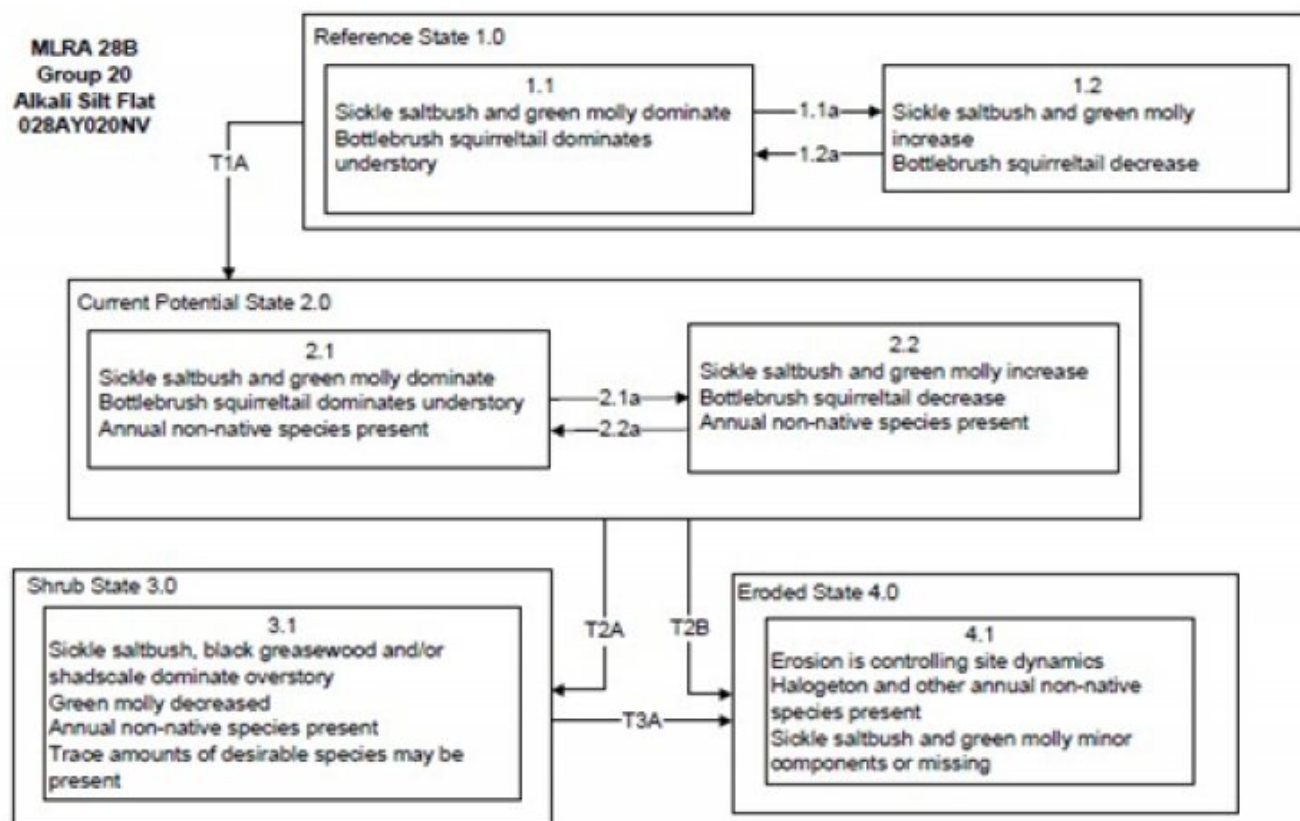 MLRA 28B
Group 20
Alkali Silt Flat
028AY020NV
Reference State 1.0
1.1
Sickle saltbush and green molly dominate
Bottlebrush squirreltail dominates
understory
1.1a
1.2a
1.2
Sickle saltbush and green molly
increase
Bottlebrush squirreltail decrease
T1A
Current Potential State 2.0
2.1
Sickle saltbush and green molly dominate
Bottlebrush squirreltail dominates understory
Annual non-native species present
2.1a
2.2a
2.2
Sickle saltbush and green molly increase
Bottlebrush squirreltail decrease
Annual non-native species present
T2A
T2B
Shrub State 3.0
3.1
Sickle saltbush, black greasewood and/or
shadscale dominate overstory
Green molly decreased
Annual non-native species present
Trace amounts of desirable species may be
present
T3A
Eroded State 4.0
4.1
Erosion is controlling site dynamics
Halogeton and other annual non-native
species present
Sickle saltbush and green molly minor
components or missing